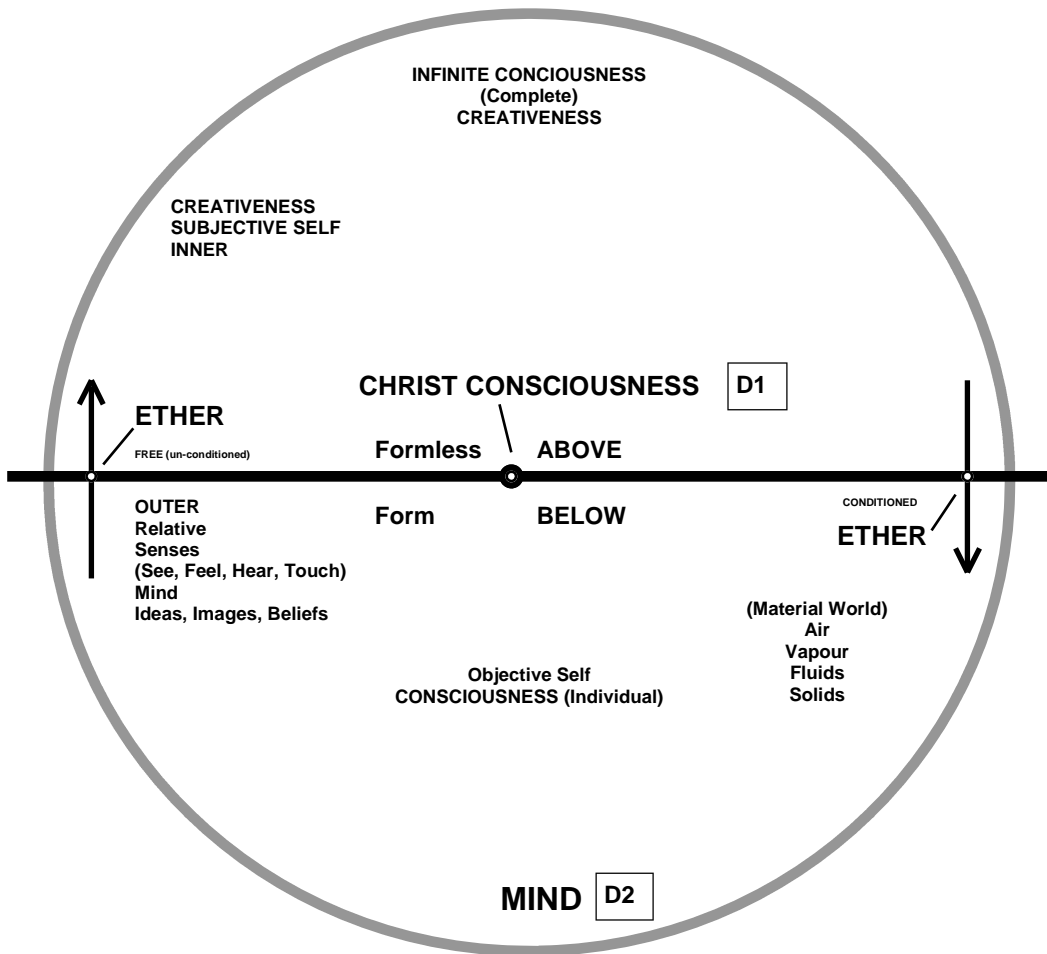 INFINITE CONCIOUSNESS
(Complete)
CREATIVENESS
CREATIVENESS
SUBJECTIVE SELF
INNER
CHRIST CONSCIOUSNESS
D1
ETHER
FREE (un-conditioned)
Formless
ABOVE
Form
BELOW
OUTER
Relative
Senses
(See, Feel, Hear, Touch)
Mind
Ideas, Images, Beliefs
CONDITIONED
ETHER
(Material World)
Air
Vapour
Fluids
Solids
Objective Self
CONSCIOUSNESS (Individual)
MIND
D2